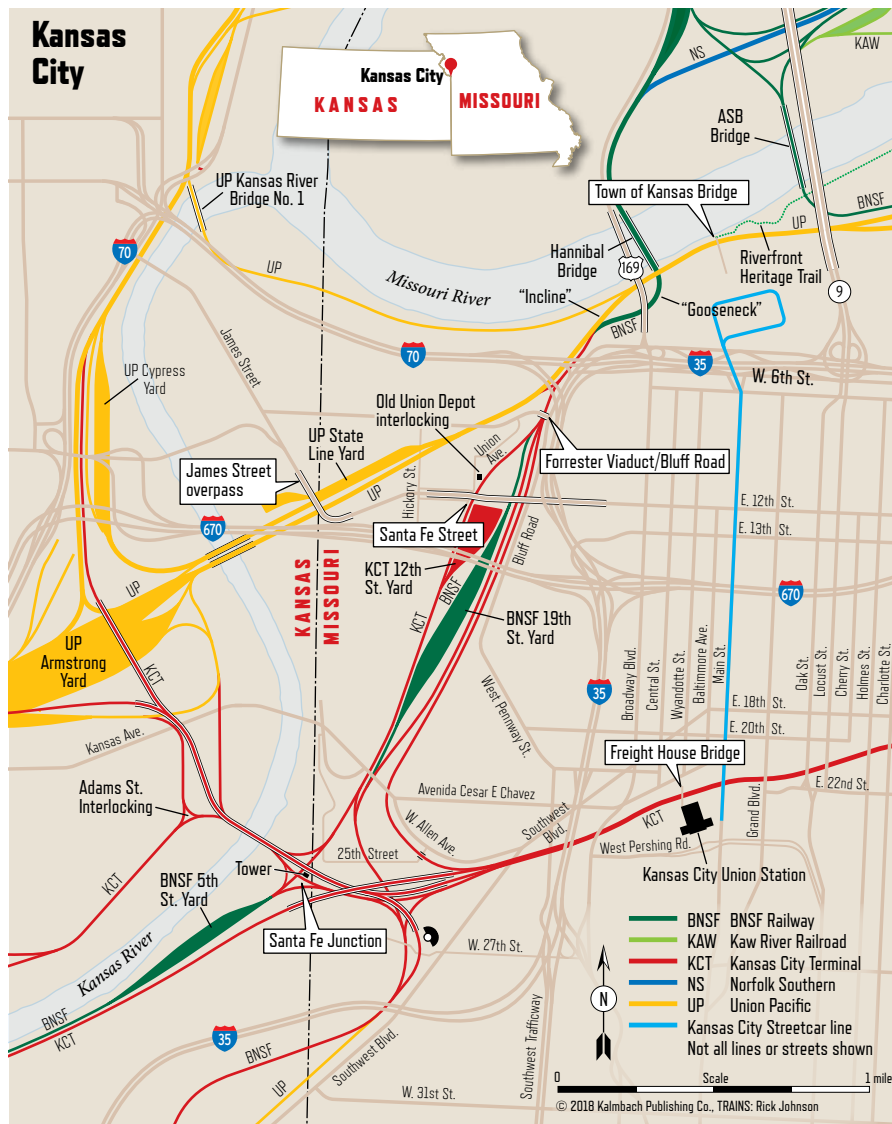 Kansas
City
Kansas City
KANSAS
MISSOURI
NS
KAW
ASB
Bridge
UP Kansas River
Bridge No. 1
Town of Kansas Bridge
BNSF
UP
70
Hannibal
Bridge
169
Riverfront
Heritage Trail
UP
Missouri River
"Incline"
"Gooseneck"
9
BNSF
James Street
70
35
UP Cypress
Yard
W. 6th St.
Old Union Depot
interlocking
UP State
Line Yard
Union
Ave.
Forrester Viaduct/Bluff Road
James Street
overpass
UP
Hickory St.
E. 12th St.
670
Santa Fe Street
E. 13th St.
Bluff Road
KCT 12th
St. Yard
BNSF
670
UP
KANSAS
MISSOURI
KCT
BNSF 19th
St. Yard
UP
Armstrong
Yard
KCT
35
Broadway Blvd.
Central St.
Wyandotte St.
Baltimore Ave.
Main St.
Oak St.
Locust St.
Cherry St.
Holmes St.
Charlotte St.
West Pennway St.
E. 18th St.
E. 20th St.
Kansas Ave.
Freight House Bridge
Adams St.
Interlocking
Avenida Cesar E Chavez
E. 22nd St.
Southwest
Blvd.
KCT
Grand Blvd.
W. Allen Ave.
West Pershing Rd.
25th Street
Tower
Kansas City Union Station
KCT
BNSF 5th
St. Yard
Santa Fe Junction
W. 27th St.
Kansas River
BNSF
KCT
35
BNSF
UP
Southwest Blvd.
Southwest Trafficway
W. 31st St.
BNSF BNSF Railway
KAW Kaw River Railroad
KCT Kansas City Terminal
NS Norfolk Southern
UP Union Pacific
Kansas City Streetcar line
Not all lines or streets shown
N
0 Scale 1 mile
© 2018 Kalmbach Publishing Co., TRAINS: Rick Johnson